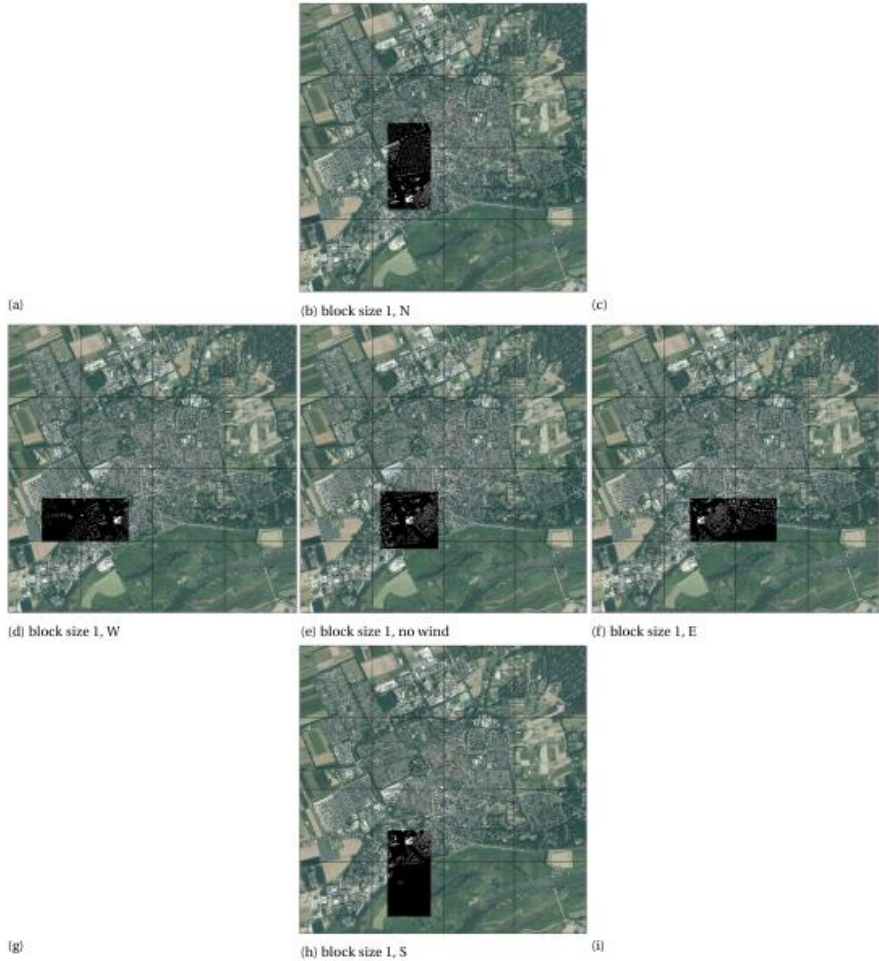 (a)
(b) block size 1, N
(c)
(d) block size 1, W
(e) block size 1, no wind
(f) block size 1, E
(g)
(h) block size 1, S
(i)